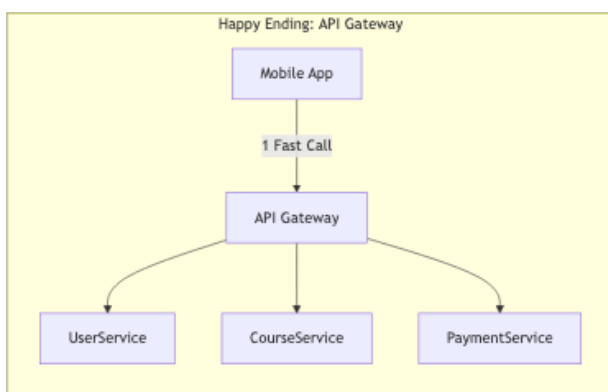 Happy Ending: API Gateway
Mobile App
1 Fast Call
API Gateway
UserService
CourseService
PaymentService